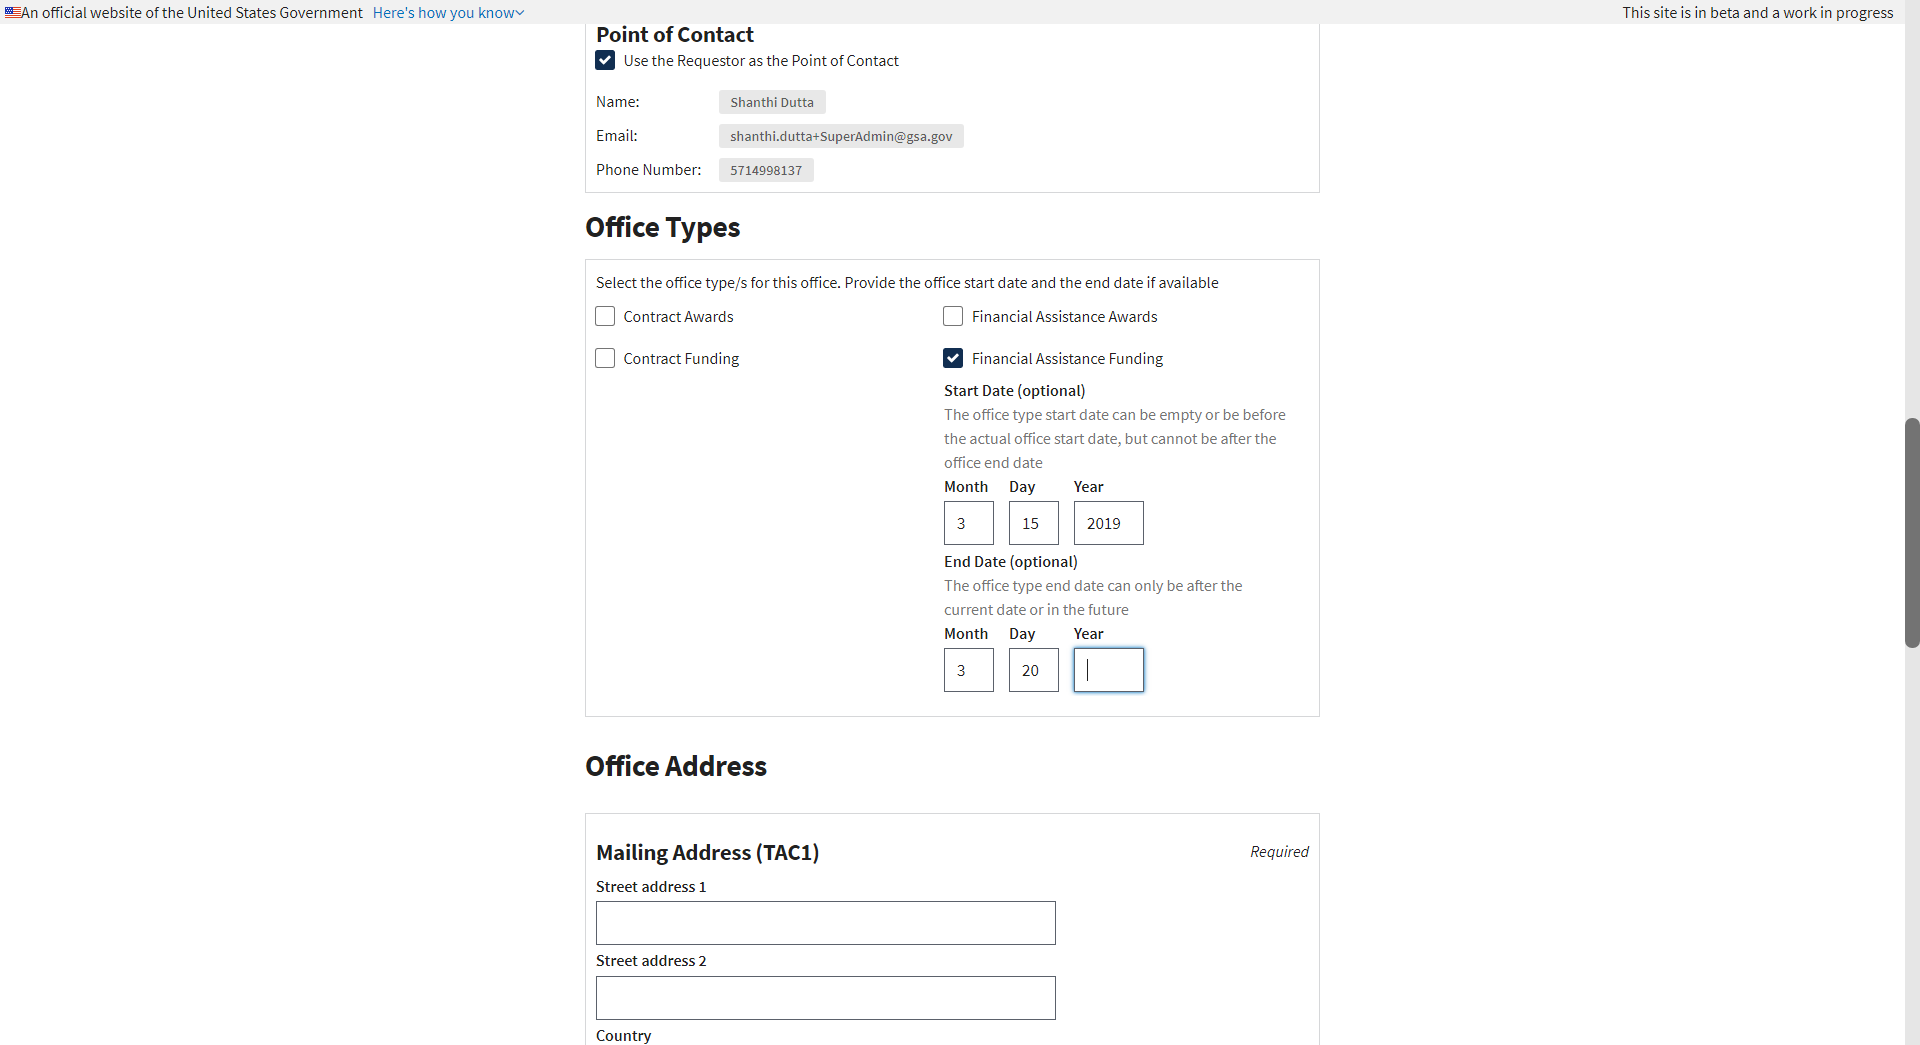 An official website of the United States Government Here's how you know
This site is in beta and a work in progress
Point of Contact
Use the Requestor as the Point of Contact
Name: Shanthi Dutta
Email: shanthi.dutta+SuperAdmin@gsa.gov
Phone Number: 5714998137
Office Types
Select the office type/s for this office. Provide the office start date and the end date if available
Contract Awards
Financial Assistance Awards
Contract Funding
Financial Assistance Funding
Start Date (optional)
The office type start date can be empty or be before
the actual office start date, but cannot be after the
office end date
Month Day Year
3 15 2019
End Date (optional)
The office type end date can only be after the
current date or in the future
Month Day Year
3 20
Office Address
Mailing Address (TAC1)
Required
Street address 1
Street address 2
Country